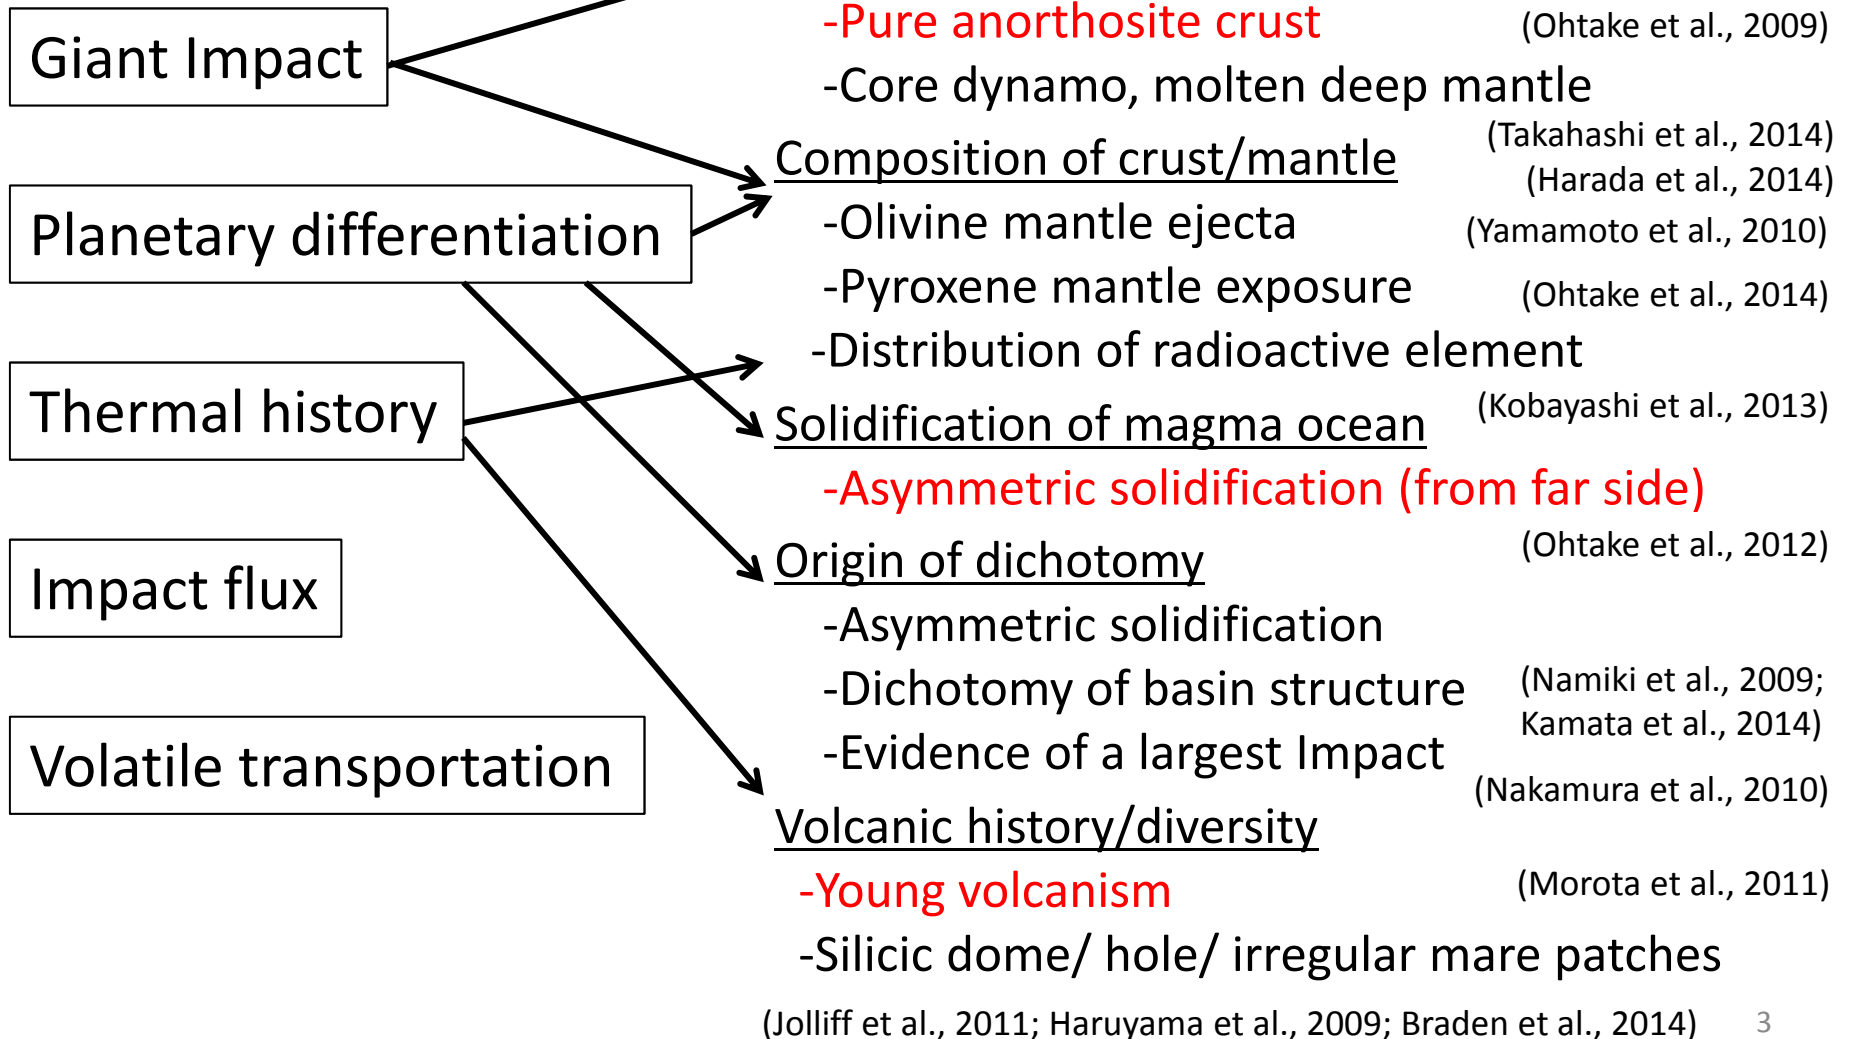 Giant Impact
Planetary differentiation
Thermal history
Impact flux
Volatile transportation
-Pure anorthosite crust (Ohtake et al., 2009)
-Core dynamo, molten deep mantle
(Takahashi et al., 2014)
Composition of crust/mantle
(Harada et al., 2014)
-Olivine mantle ejecta (Yamamoto et al., 2010)
-Pyroxene mantle exposure (Ohtake et al., 2014)
-Distribution of radioactive element
(Kobayashi et al., 2013)
Solidification of magma ocean
-Asymmetric solidification (from far side)
(Ohtake et al., 2012)
Origin of dichotomy
-Asymmetric solidification
-Dichotomy of basin structure (Namiki et al., 2009;
Kamata et al., 2014)
-Evidence of a largest Impact
(Nakamura et al., 2010)
Volcanic history/diversity
-Young volcanism (Morota et al., 2011)
-Silicic dome/ hole/ irregular mare patches
(Jolliff et al., 2011; Haruyama et al., 2009; Braden et al., 2014) 3